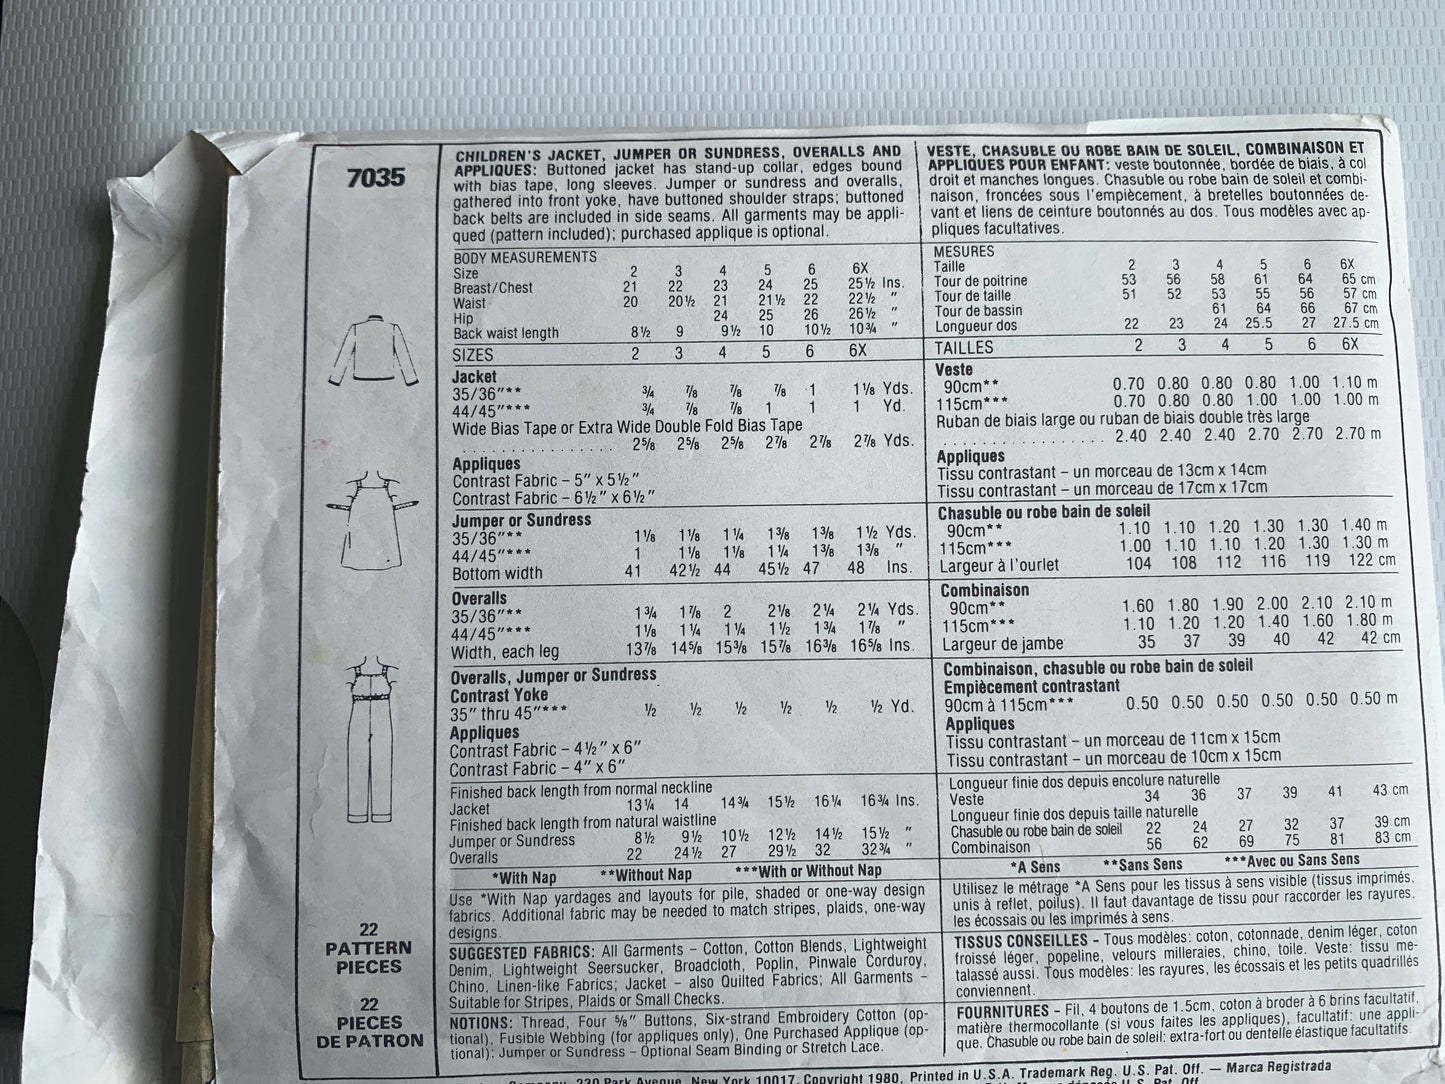 7035
CHILDREN'S JACKET, JUMPER OR SUNDRESS, OVERALLS AND
APPLIQUES: Buttoned jacket has stand-up collar, edges bound
with bias tape, long sleeves. Jumper or sundress and overalls,
gathered into front yoke, have buttoned shoulder straps; buttoned
back belts are included in side seams. All garments may be appli-
qued (pattern included); purchased applique is optional.
BODY MEASUREMENTS
Size 2 3 4 5 6 6X
Breast/Chest 21 22 23 24 25 25½ Ins.
Waist 20 20½ 21 21½ 22 22½ "
Hip 24 25 26 26½ "
Back waist length 8½ 9 9½ 10 10½ 10¾ "
SIZES 2 3 4 5 6 6X
Jacket
35/36"** ¾ ⅞ ⅞ ⅞ 1 1⅛ Yds.
44/45"*** ¾ ⅞ ⅞ 1 1 1 Yd.
Wide Bias Tape or Extra Wide Double Fold Bias Tape
. . . . . . . . . . . . . . . . . 2⅝ 2⅝ 2⅝ 2⅞ 2⅞ 2⅞ Yds.
Appliques
Contrast Fabric – 5" x 5½"
Contrast Fabric – 6½" x 6½"
Jumper or Sundress
35/36"** 1⅛ 1⅛ 1¼ 1⅜ 1⅜ 1½ Yds.
44/45"*** 1 1⅛ 1⅛ 1¼ 1⅜ 1⅜ "
Bottom width 41 42½ 44 45½ 47 48 Ins.
Overalls
35/36"** 1¾ 1⅞ 2 2⅛ 2¼ 2¼ Yds.
44/45"*** 1⅛ 1¼ 1¼ 1½ 1¾ 1⅞ "
Width, each leg 13⅞ 14⅝ 15⅜ 15⅞ 16⅜ 16⅝ Ins.
Overalls, Jumper or Sundress
Contrast Yoke
35" thru 45"*** ½ ½ ½ ½ ½ ½ Yd.
Appliques
Contrast Fabric – 4½" x 6"
Contrast Fabric – 4" x 6"
Finished back length from normal neckline
Jacket 13¼ 14 14¾ 15½ 16¼ 16¾ Ins.
Finished back length from natural waistline
Jumper or Sundress 8½ 9½ 10½ 12½ 14½ 15½ "
Overalls 22 24½ 27 29½ 32 32¾ "
*With Nap **Without Nap ***With or Without Nap
Use *With Nap yardages and layouts for pile, shaded or one-way design
fabrics. Additional fabric may be needed to match stripes, plaids, one-way
designs.
SUGGESTED FABRICS: All Garments – Cotton, Cotton Blends, Lightweight
Denim, Lightweight Seersucker, Broadcloth, Poplin, Pinwale Corduroy,
Chino, Linen-like Fabrics; Jacket – also Quilted Fabrics; All Garments –
Suitable for Stripes, Plaids or Small Checks.
NOTIONS: Thread, Four ⅝" Buttons, Six-strand Embroidery Cotton (op-
tional), Fusible Webbing (for appliques only), One Purchased Applique (op-
tional); Jumper or Sundress – Optional Seam Binding or Stretch Lace.
22
PATTERN
PIECES
22
PIECES
DE PATRON
VESTE, CHASUBLE OU ROBE BAIN DE SOLEIL, COMBINAISON ET
APPLIQUES POUR ENFANT: veste boutonnée, bordée de biais, à col
droit et manches longues. Chasuble ou robe bain de soleil et combi-
naison, froncées sous l'empiècement, à bretelles boutonnées de-
vant et liens de ceinture boutonnés au dos. Tous modèles avec ap-
pliques facultatives.
MESURES
Taille 2 3 4 5 6 6X
Tour de poitrine 53 56 58 61 64 65 cm
Tour de taille 51 52 53 55 56 57 cm
Tour de bassin 61 64 66 67 cm
Longueur dos 22 23 24 25.5 27 27.5 cm
TAILLES 2 3 4 5 6 6X
Veste
90cm** 0.70 0.80 0.80 0.80 1.00 1.10 m
115cm*** 0.70 0.80 0.80 1.00 1.00 1.00 m
Ruban de biais large ou ruban de biais double très large
. . . . . . . . . . . . . . . . . 2.40 2.40 2.40 2.70 2.70 2.70 m
Appliques
Tissu contrastant – un morceau de 13cm x 14cm
Tissu contrastant – un morceau de 17cm x 17cm
Chasuble ou robe bain de soleil
90cm** 1.10 1.10 1.20 1.30 1.30 1.40 m
115cm*** 1.00 1.10 1.10 1.20 1.30 1.30 m
Largeur à l'ourlet 104 108 112 116 119 122 cm
Combinaison
90cm** 1.60 1.80 1.90 2.00 2.10 2.10 m
115cm*** 1.10 1.20 1.20 1.40 1.60 1.80 m
Largeur de jambe 35 37 39 40 42 42 cm
Combinaison, chasuble ou robe bain de soleil
Empiècement contrastant
90cm à 115cm*** 0.50 0.50 0.50 0.50 0.50 0.50 m
Appliques
Tissu contrastant – un morceau de 11cm x 15cm
Tissu contrastant – un morceau de 10cm x 15cm
Longueur finie dos depuis encolure naturelle
Veste 34 36 37 39 41 43 cm
Longueur finie dos depuis taille naturelle
Chasuble ou robe bain de soleil 22 24 27 32 37 39 cm
Combinaison 56 62 69 75 81 83 cm
*A Sens **Sans Sens ***Avec ou Sans Sens
Utilisez le métrage *A Sens pour les tissus à sens visible (tissus imprimés.
unis à reflet, poilus). Il faut davantage de tissu pour raccorder les rayures.
les écossais ou les imprimés à sens.
TISSUS CONSEILLES - Tous modèles: coton, cotonnade, denim léger, coton
froissé léger, popeline, velours milleraies, chino, toile. Veste: tissu me-
talassé aussi. Tous modèles: les rayures, les écossais et les petits quadrillés
conviennent.
FOURNITURES - Fil, 4 boutons de 1.5cm, coton à broder à 6 brins facultatif,
matière thermocollante (si vous faites les appliques), facultatif: une appli-
que. Chasuble ou robe bain de soleil: extra-fort ou dentelle élastique facultatifs.
Company, 230 Park Avenue, New York 10017. Copyright 1980, Printed in U.S.A. Trademark Reg. U.S. Pat. Off. — Marca Registrada
U.S. Pat. Off.